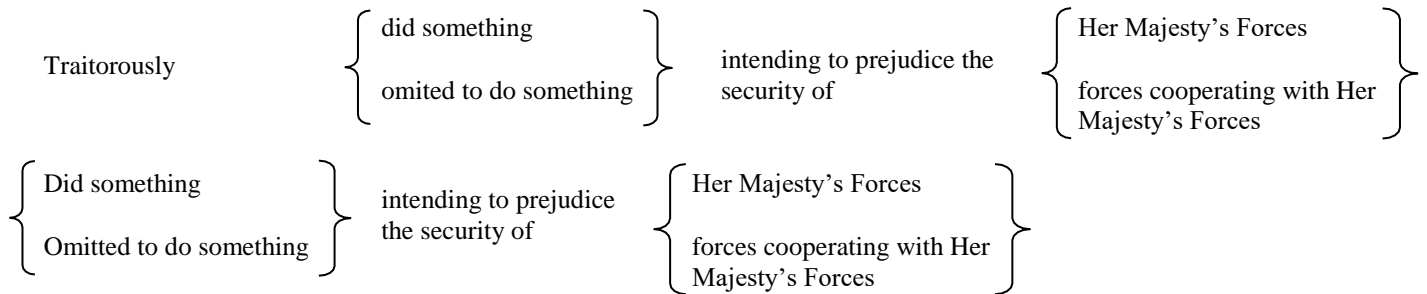 did something
Her Majesty’s Forces
Traitorously
intending to prejudice the
security of
omited to do something
forces cooperating with Her
Majesty’s Forces
Did something
Her Majesty’s Forces
intending to prejudice
the security of
Omitted to do something
forces cooperating with Her
Majesty’s Forces